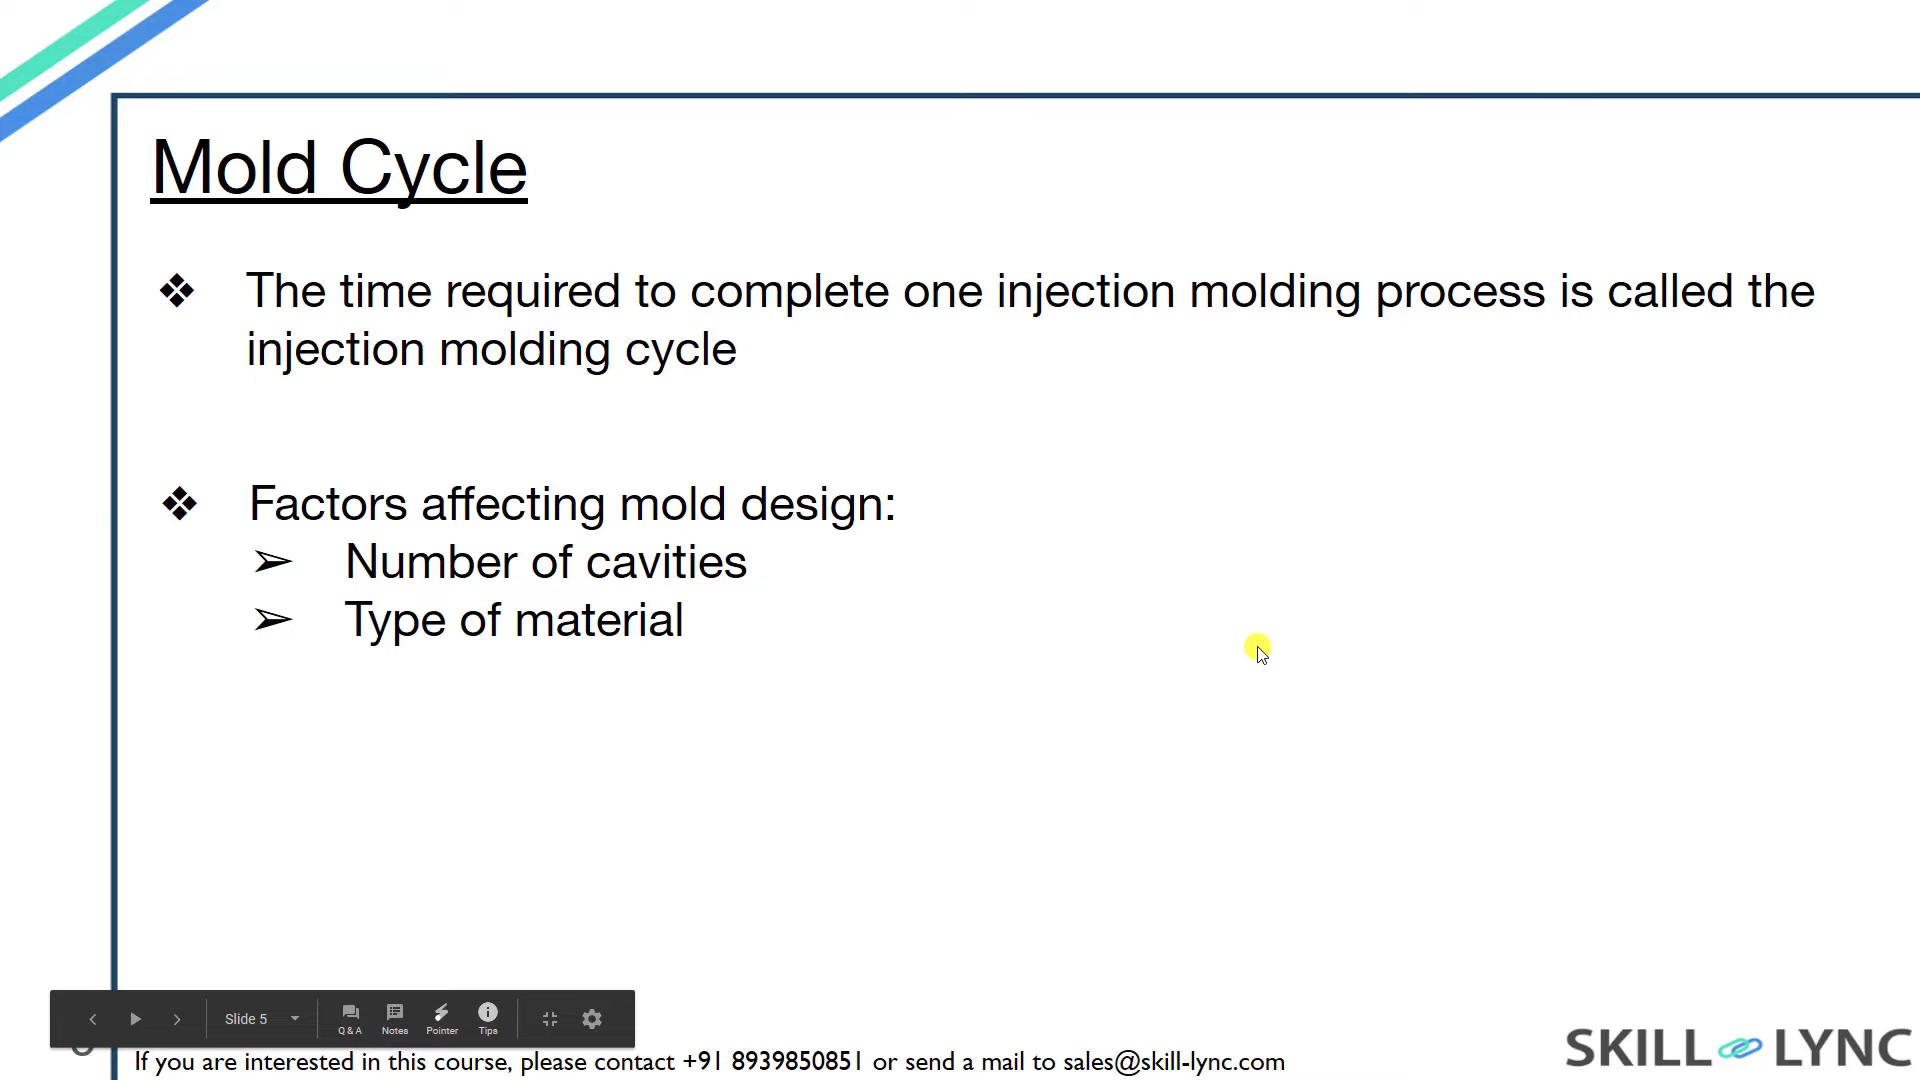 Mold Cycle
❖ The time required to complete one injection molding process is called the
injection molding cycle
❖ Factors affecting mold design:
➢ Number of cavities
➢ Type of material
Slide 5
Q & A Notes Pointer Tips
If you are interested in this course, please contact +91 8939850851 or send a mail to sales@skill-lync.com
SKILL LYNC